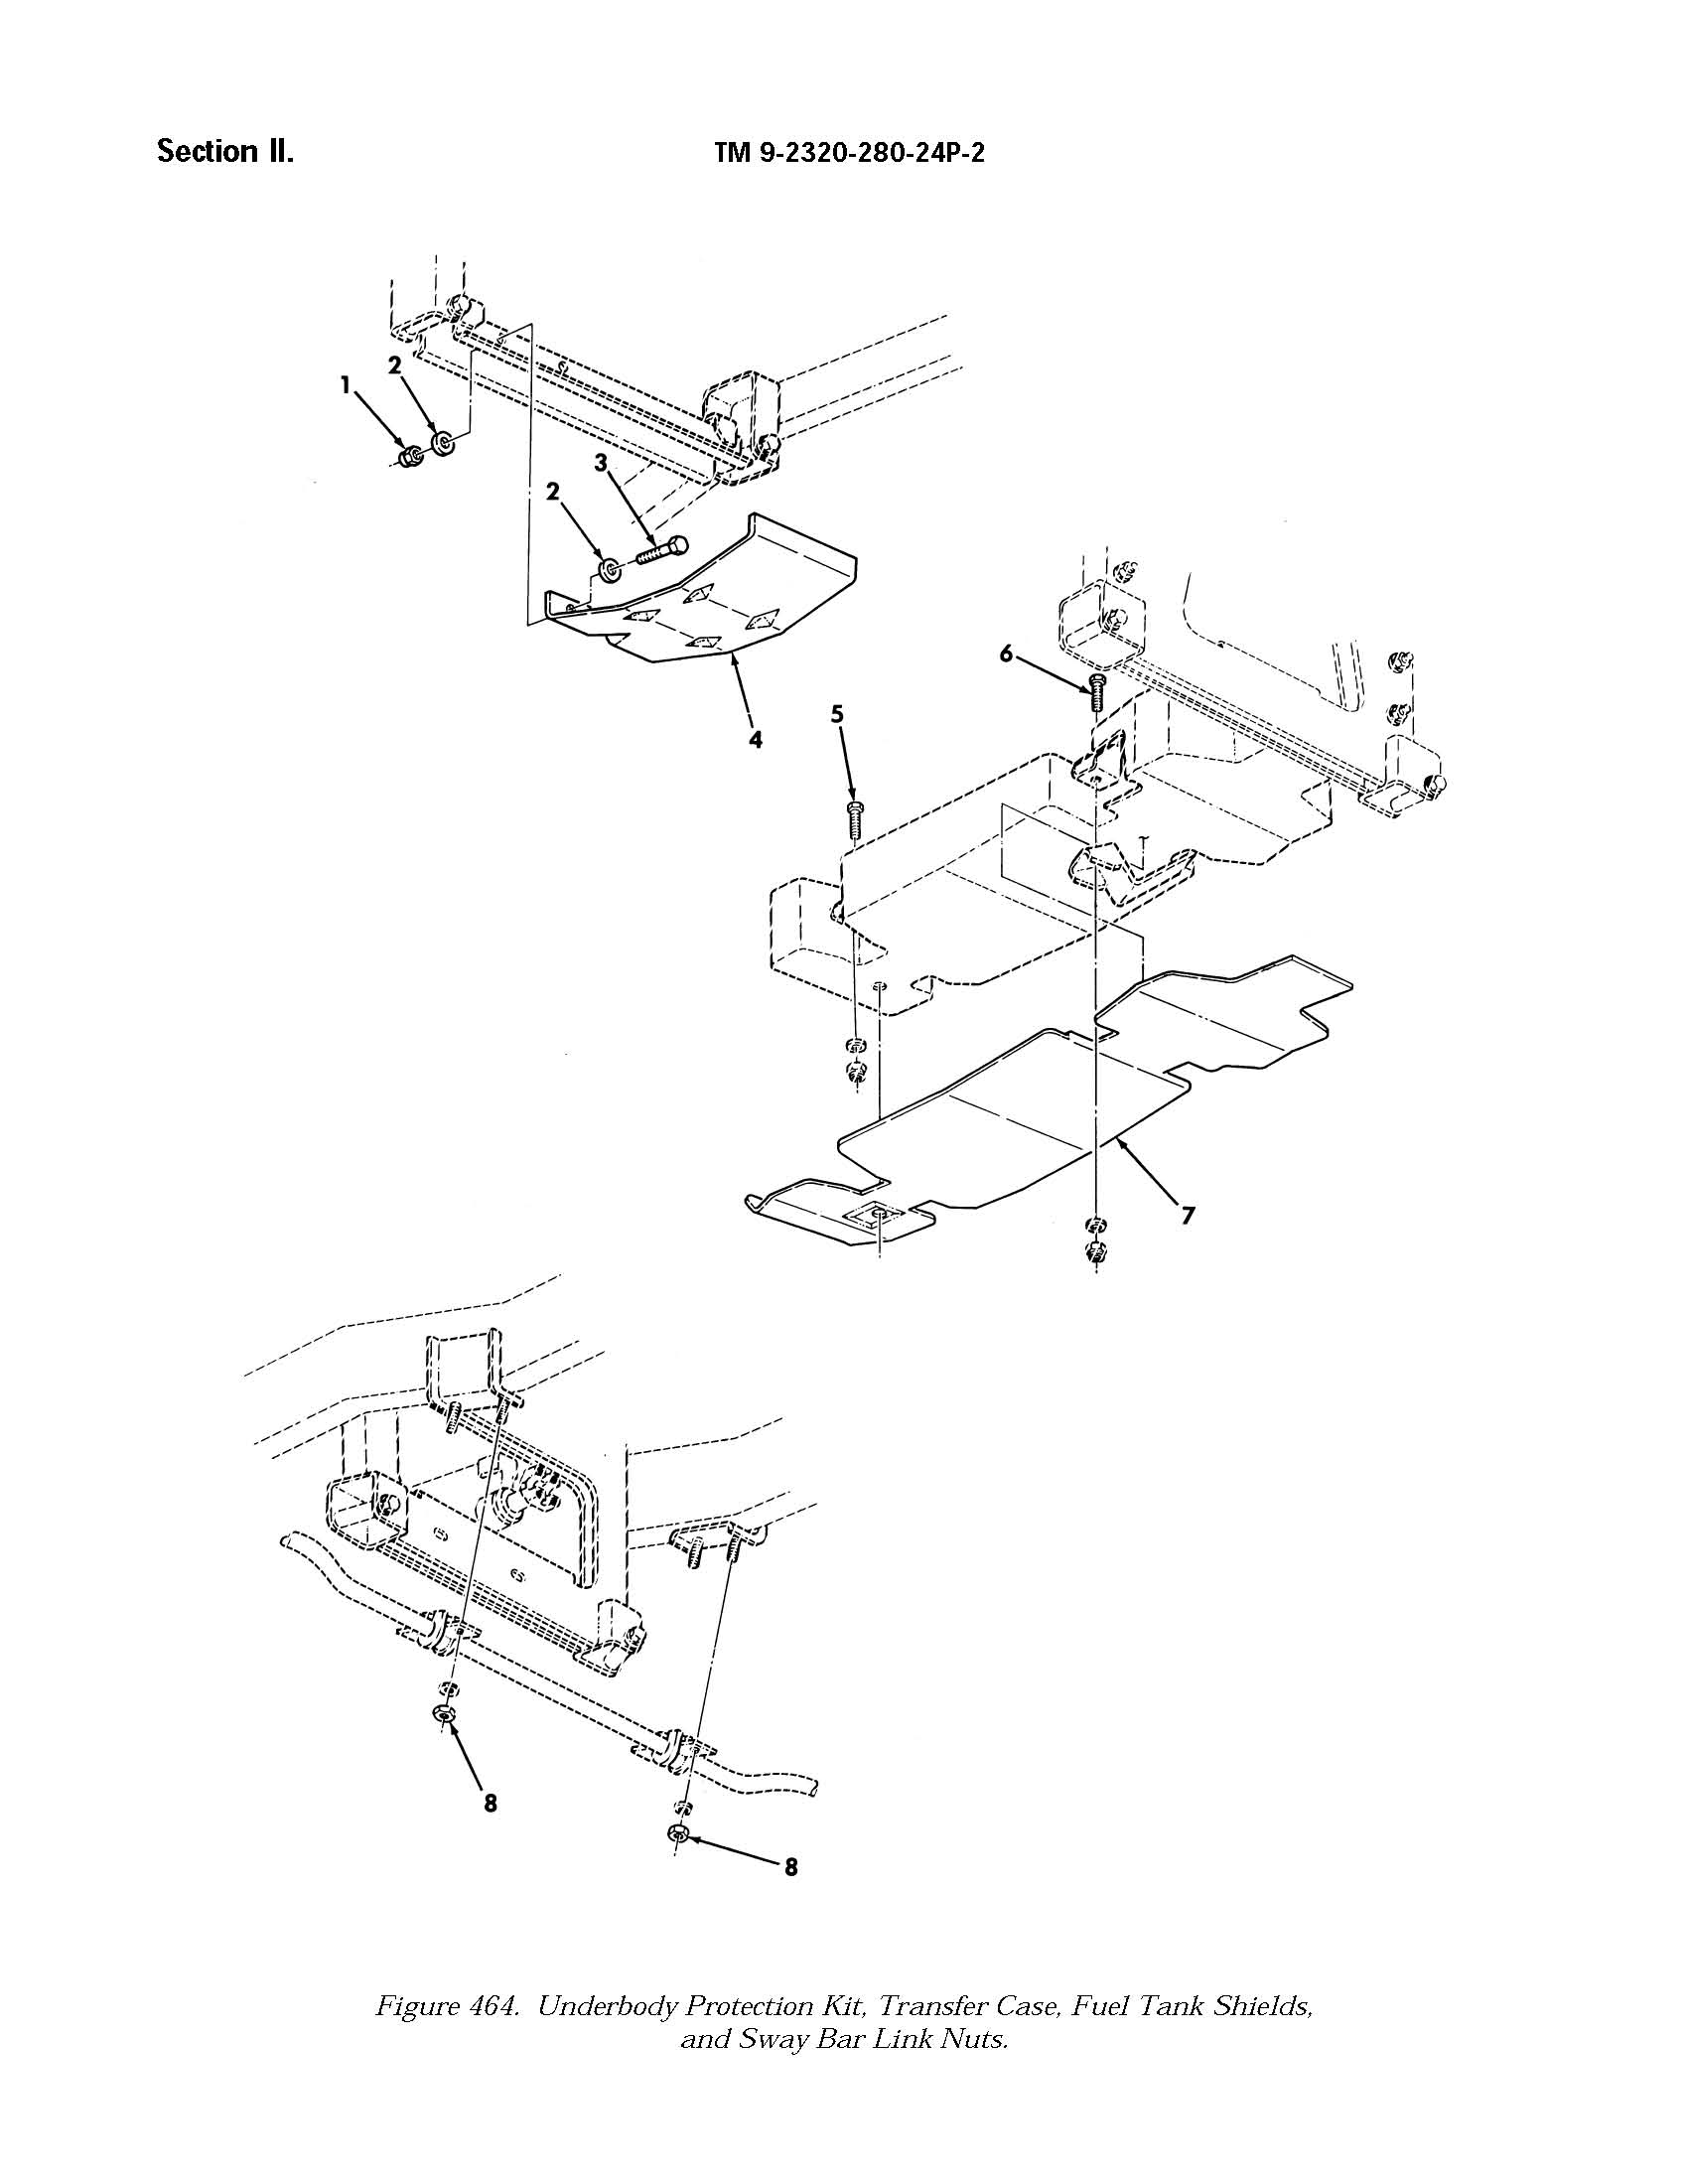 Section II.
TM 9-2320-280-24P-2
2
1
3
2
6
5
4
7
8
8
Figure 464. Underbody Protection Kit, Transfer Case, Fuel Tank Shields,
and Sway Bar Link Nuts.